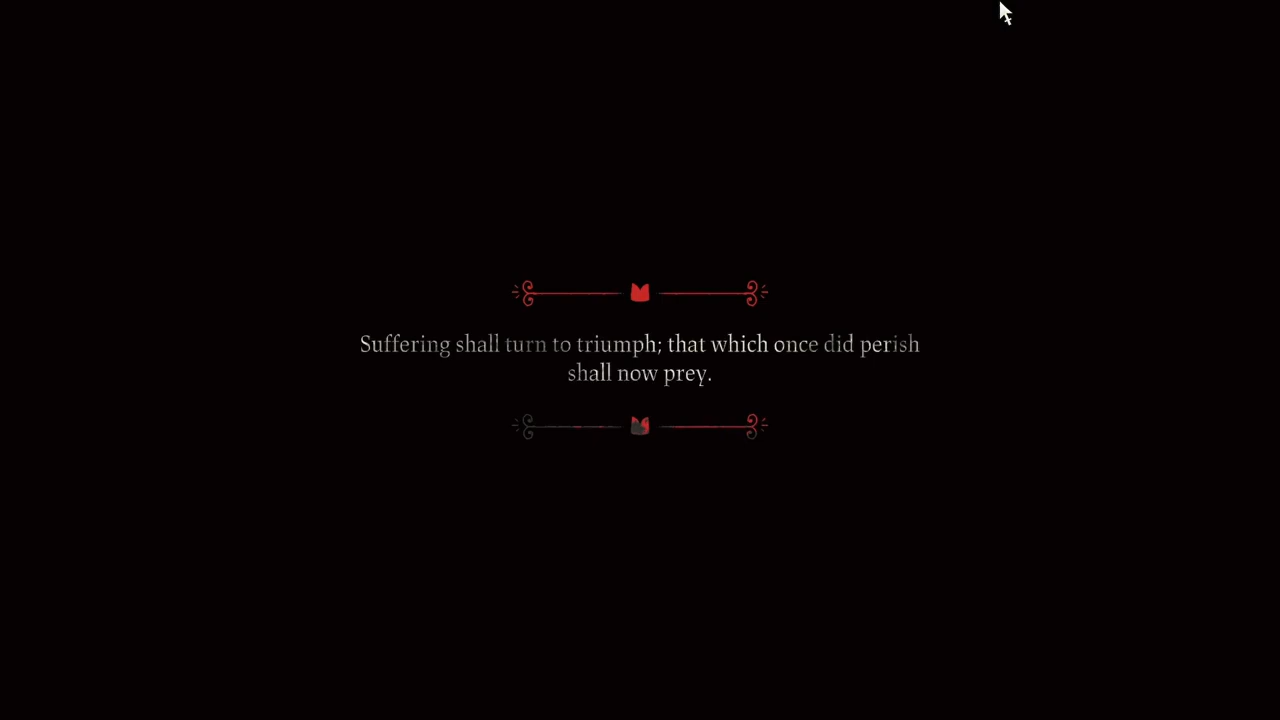 Suffering shall turn to triumph; that which once did perish
shall now prey.